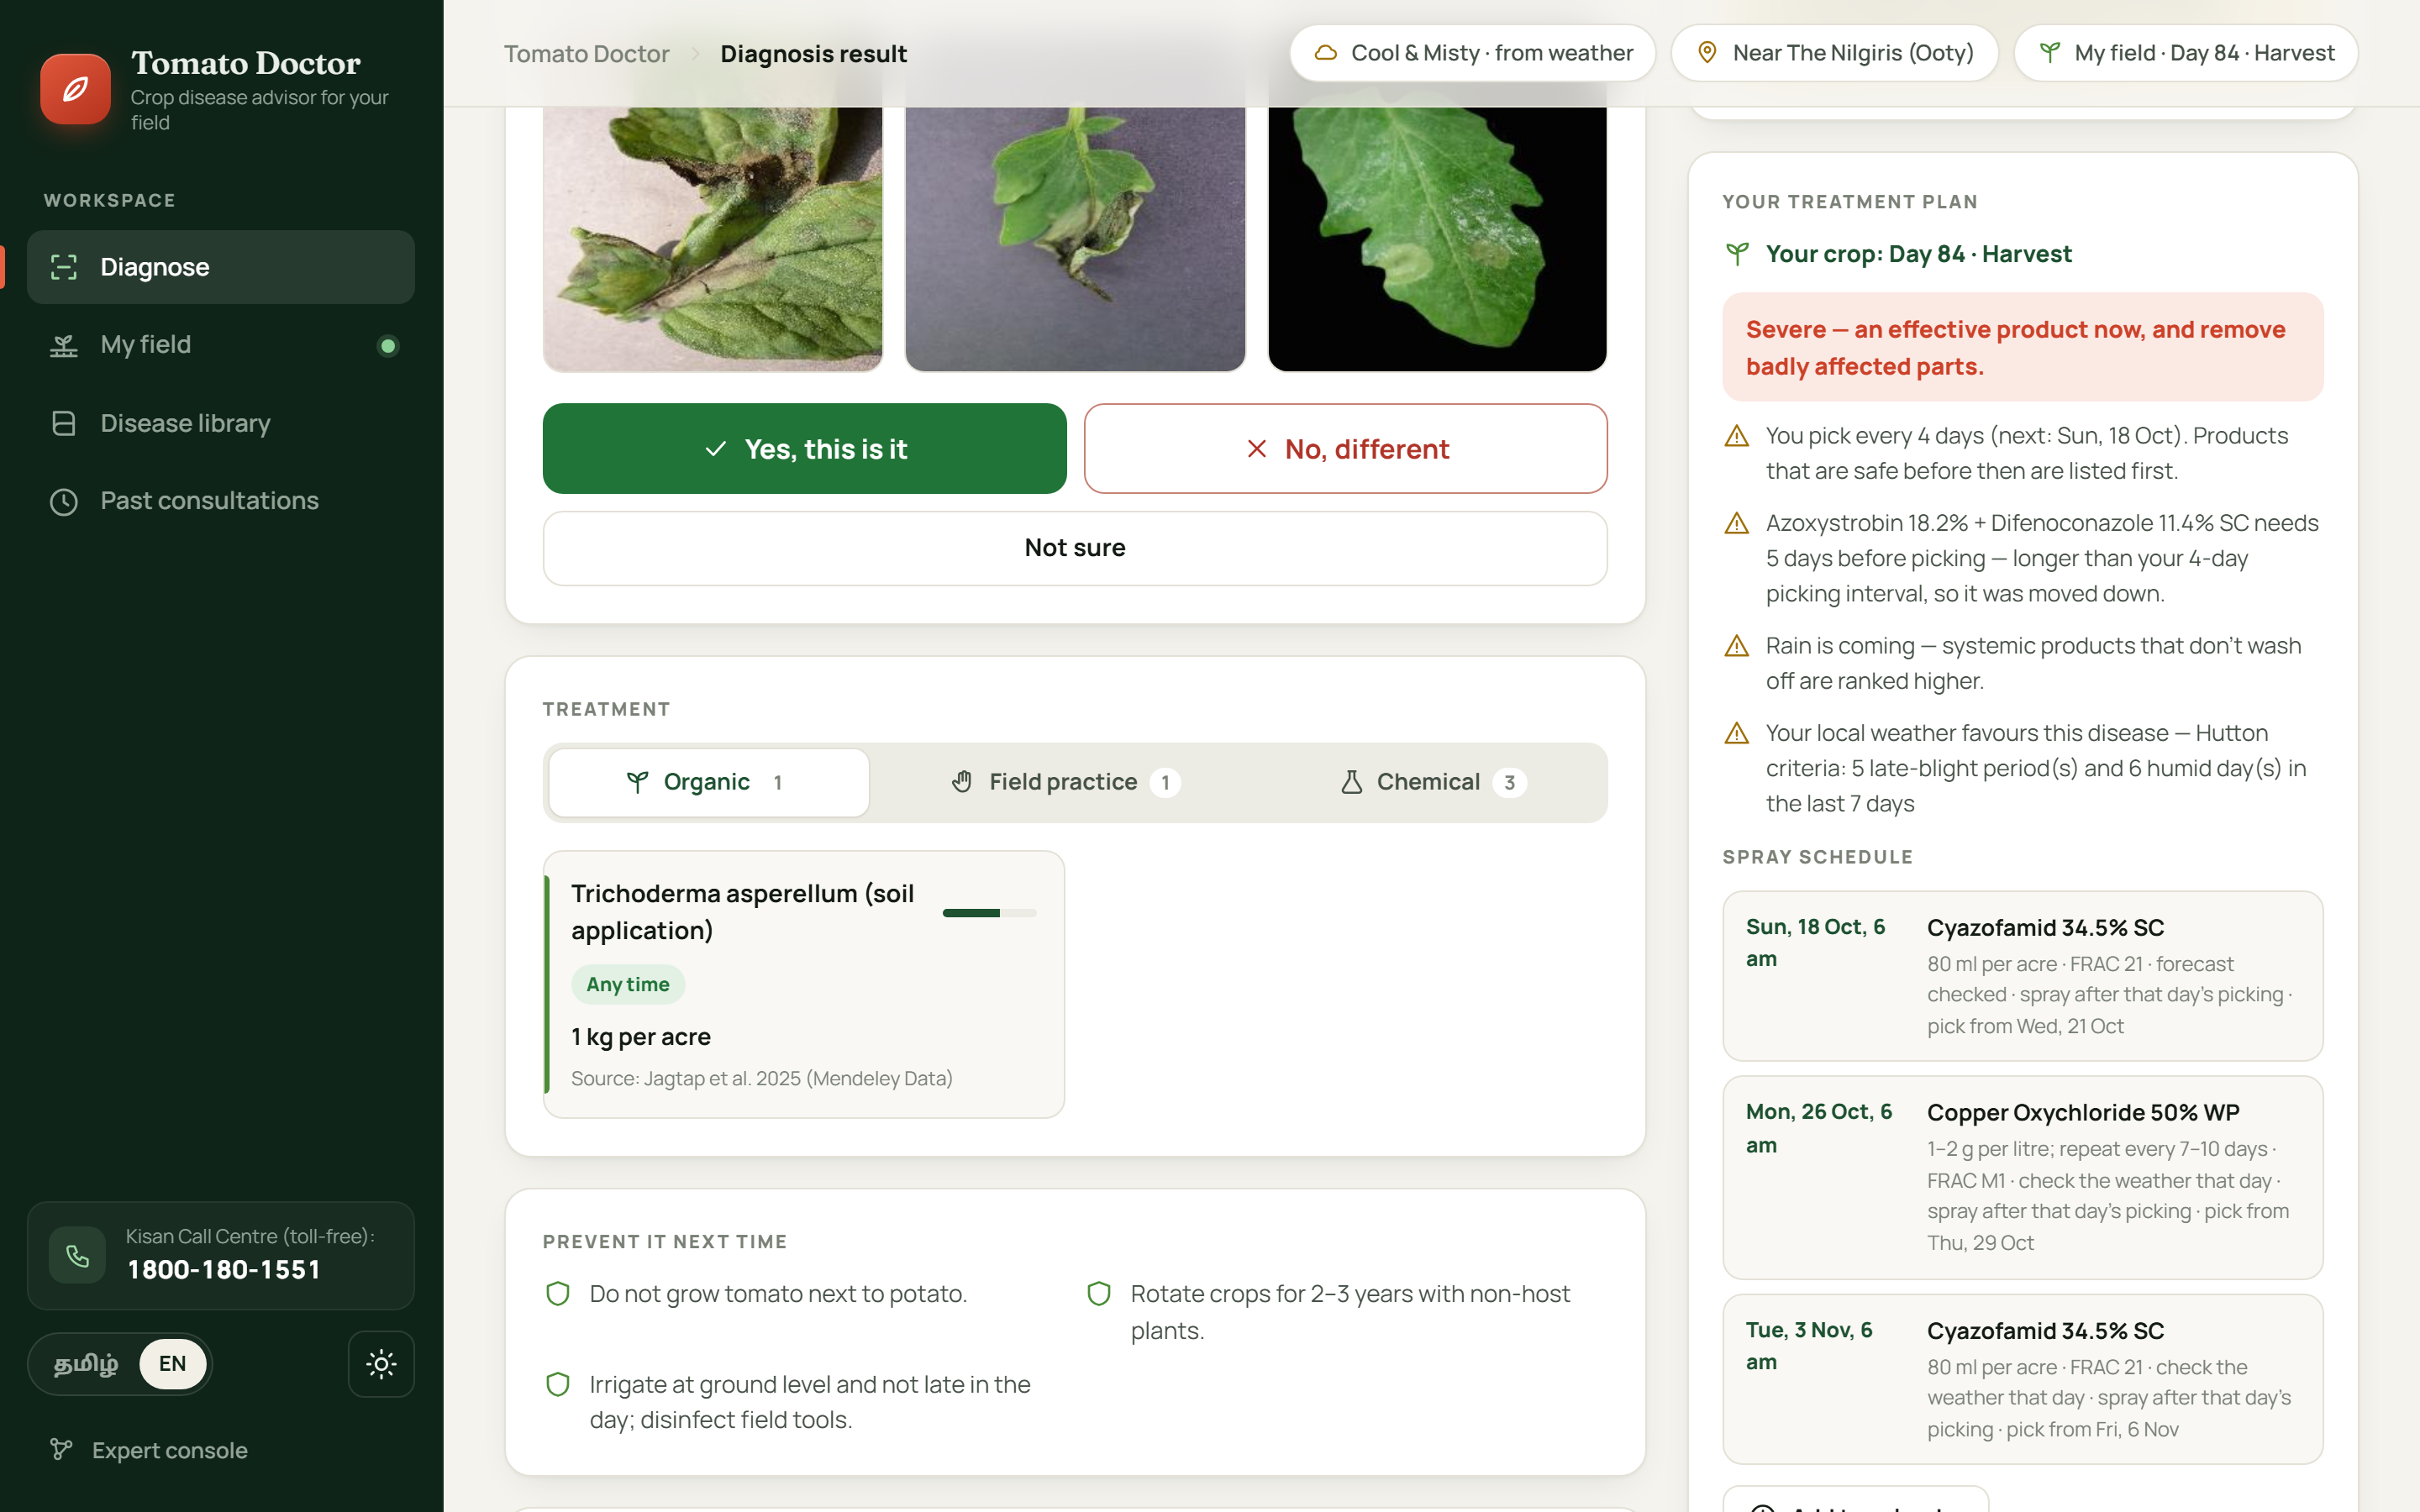 Tomato Doctor
Crop disease advisor for your
field
WORKSPACE
Diagnose
My field
Disease library
Past consultations
Kisan Call Centre (toll-free):
1800-180-1551
தமிழ்
EN
Expert console
Tomato Doctor
Diagnosis result
Cool & Misty · from weather
Near The Nilgiris (Ooty)
My field · Day 84 · Harvest
Yes, this is it
No, different
Not sure
TREATMENT
Organic 1
Field practice 1
Chemical 3
Trichoderma asperellum (soil
application)
Any time
1 kg per acre
Source: Jagtap et al. 2025 (Mendeley Data)
PREVENT IT NEXT TIME
Do not grow tomato next to potato.
Rotate crops for 2–3 years with non-host
plants.
Irrigate at ground level and not late in the
day; disinfect field tools.
YOUR TREATMENT PLAN
Your crop: Day 84 · Harvest
Severe — an effective product now, and remove
badly affected parts.
You pick every 4 days (next: Sun, 18 Oct). Products
that are safe before then are listed first.
Azoxystrobin 18.2% + Difenoconazole 11.4% SC needs
5 days before picking — longer than your 4-day
picking interval, so it was moved down.
Rain is coming — systemic products that don't wash
off are ranked higher.
Your local weather favours this disease — Hutton
criteria: 5 late-blight period(s) and 6 humid day(s) in
the last 7 days
SPRAY SCHEDULE
Sun, 18 Oct, 6
am
Cyazofamid 34.5% SC
80 ml per acre · FRAC 21 · forecast
checked · spray after that day's picking ·
pick from Wed, 21 Oct
Mon, 26 Oct, 6
am
Copper Oxychloride 50% WP
1–2 g per litre; repeat every 7–10 days ·
FRAC M1 · check the weather that day ·
spray after that day's picking · pick from
Thu, 29 Oct
Tue, 3 Nov, 6
am
Cyazofamid 34.5% SC
80 ml per acre · FRAC 21 · check the
weather that day · spray after that day's
picking · pick from Fri, 6 Nov